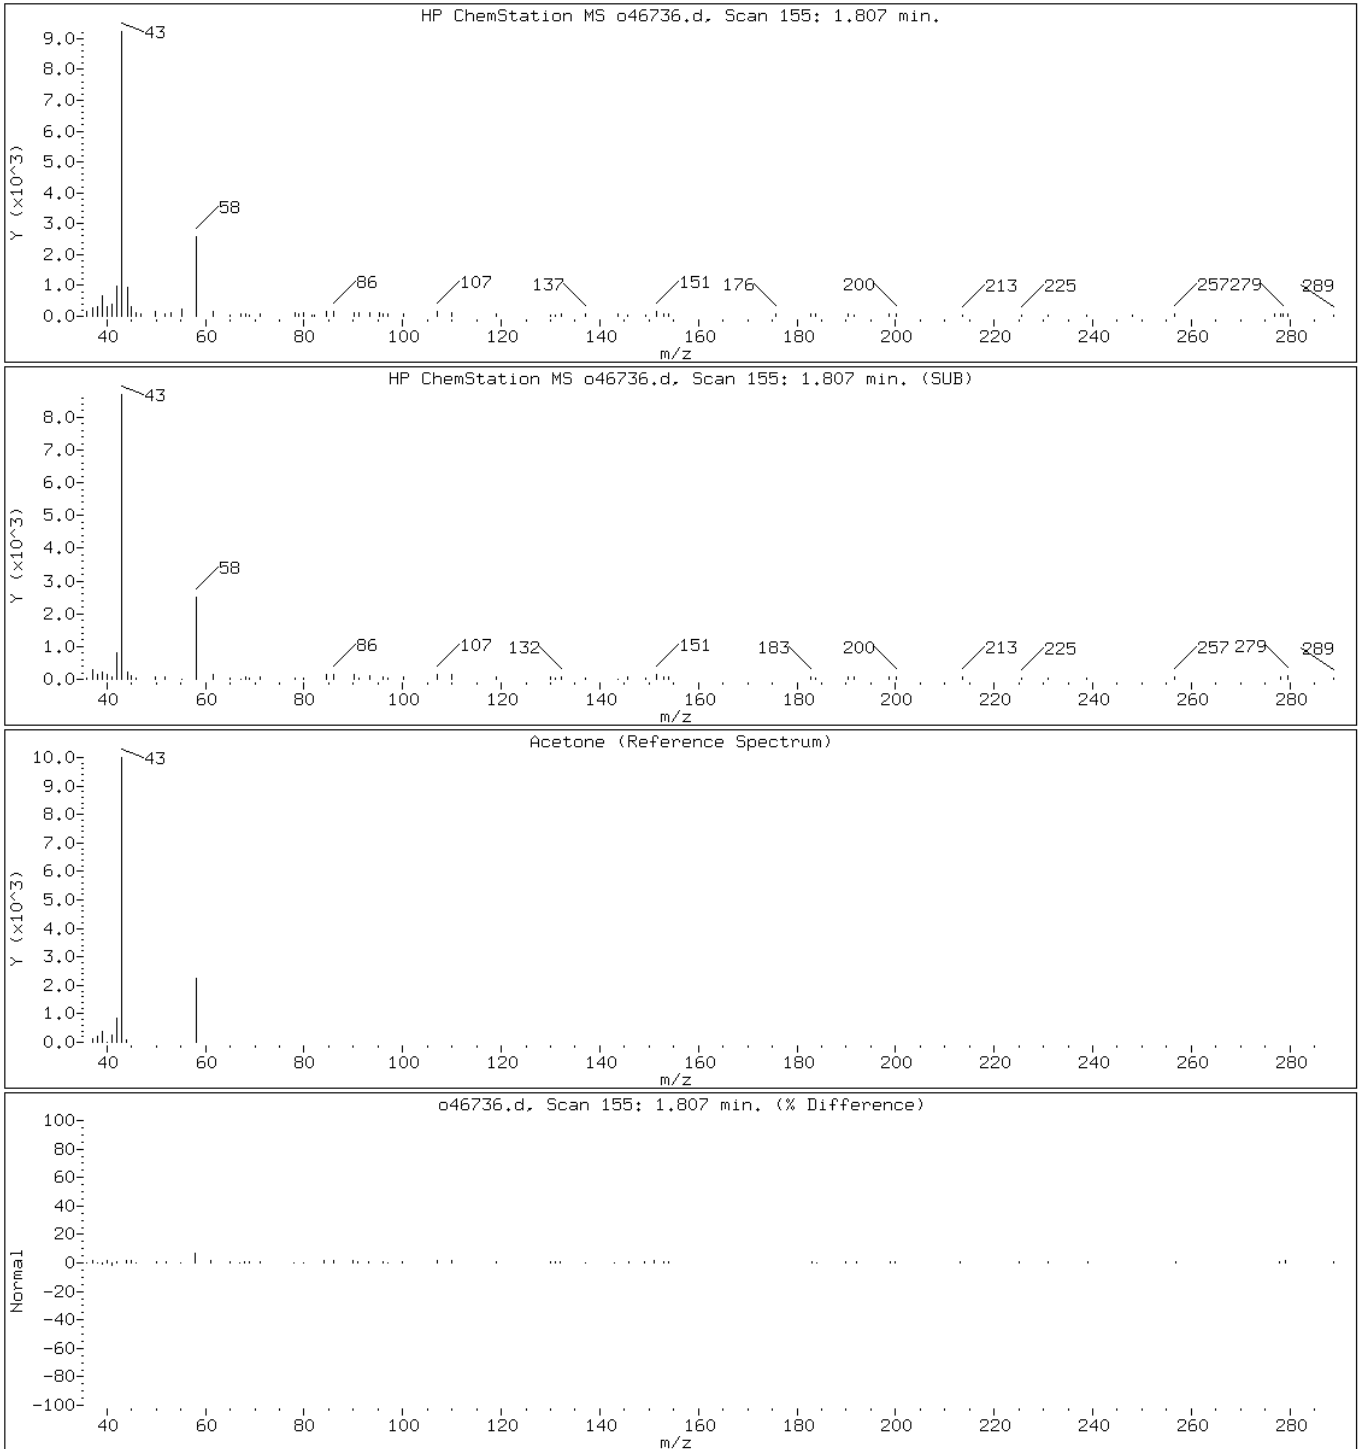 HP ChemStation MS o46736.d, Scan 155: 1.807 min.
9.0
8.0
7.0
6.0
5.0
4.0
3.0
2.0
1.0
0.0
Y (x10^3)
43
58
86 107 137 151 176 200 213 225 257 279 289
40 60 80 100 120 140 160 180 200 220 240 260 280
m/z
HP ChemStation MS o46736.d, Scan 155: 1.807 min. (SUB)
8.0
7.0
6.0
5.0
4.0
3.0
2.0
1.0
0.0
Y (x10^3)
43
58
86 107 132 151 183 200 213 225 257 279 289
40 60 80 100 120 140 160 180 200 220 240 260 280
m/z
Acetone (Reference Spectrum)
10.0
9.0
8.0
7.0
6.0
5.0
4.0
3.0
2.0
1.0
0.0
Y (x10^3)
43
40 60 80 100 120 140 160 180 200 220 240 260 280
m/z
o46736.d, Scan 155: 1.807 min. (% Difference)
100
80
60
40
20
0
-20
-40
-60
-80
-100
Normal
40 60 80 100 120 140 160 180 200 220 240 260 280
m/z